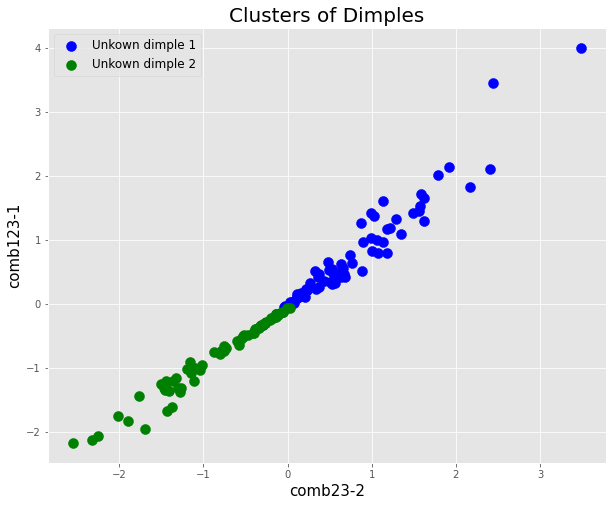 Clusters of Dimples
Unkown dimple 1
Unkown dimple 2
4
3
2
1
0
−1
−2
comb123-1
−2 −1 0 1 2 3
comb23-2